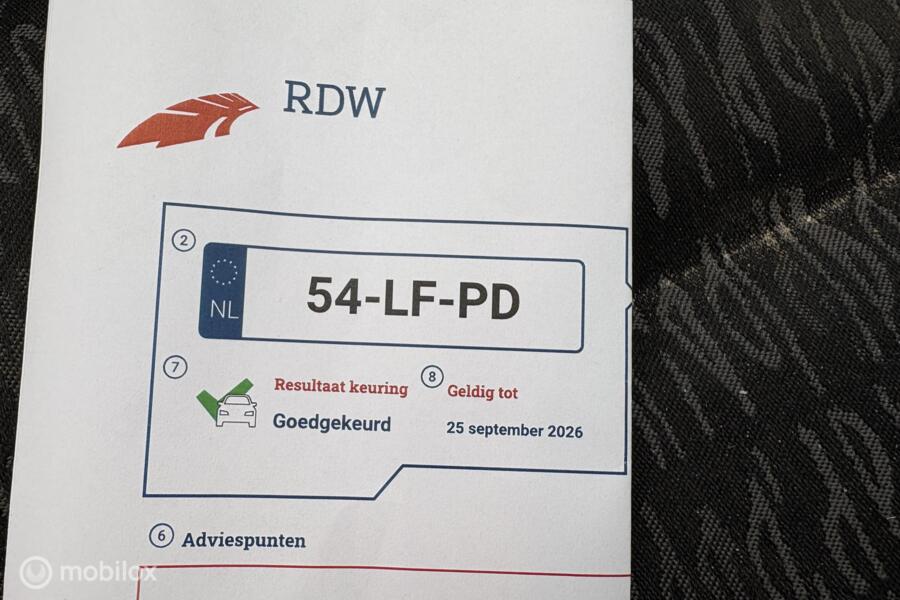 RDW
2
NL
54-LF-PD
7
Resultaat keuring
Goedgekeurd
8
Geldig tot
25 september 2026
6 Adviespunten
mobilox